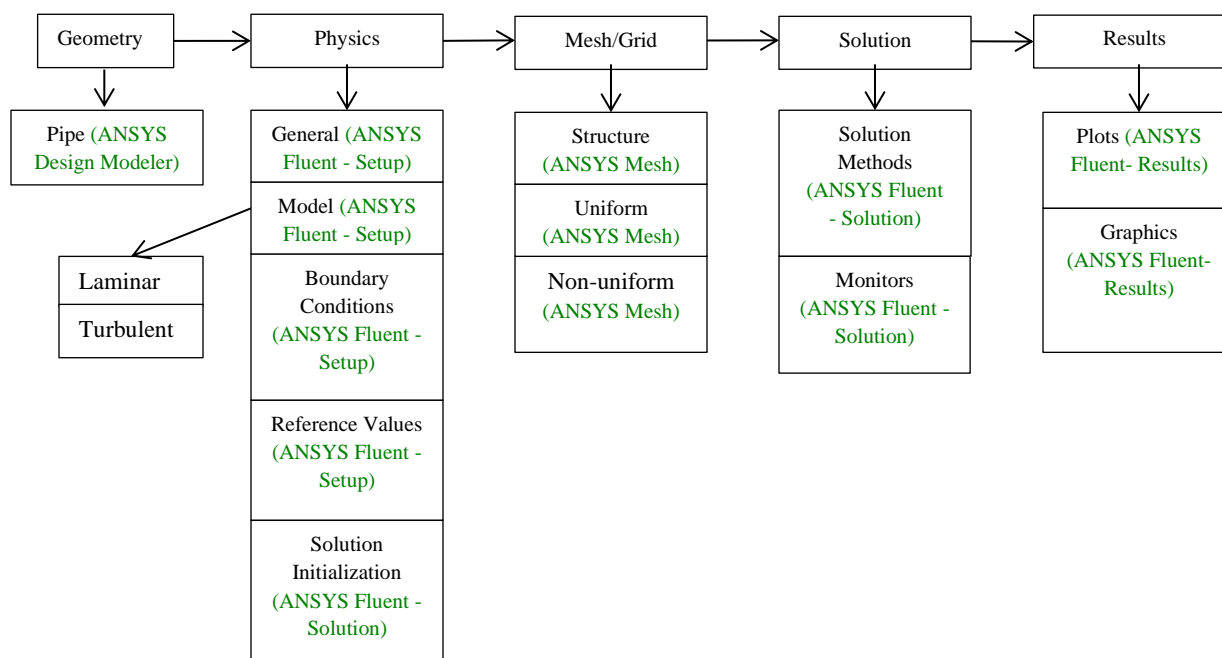 Geometry
Physics
Mesh/Grid
Solution
Results
Pipe (ANSYS
Design Modeler)
General (ANSYS
Fluent - Setup)
Model (ANSYS
Fluent - Setup)
Laminar
Turbulent
Boundary
Conditions
(ANSYS Fluent -
Setup)
Reference Values
(ANSYS Fluent -
Setup)
Solution
Initialization
(ANSYS Fluent -
Solution)
Structure
(ANSYS Mesh)
Uniform
(ANSYS Mesh)
Non-uniform
(ANSYS Mesh)
Solution
Methods
(ANSYS Fluent
- Solution)
Monitors
(ANSYS Fluent -
Solution)
Plots (ANSYS
Fluent- Results)
Graphics
(ANSYS Fluent-
Results)